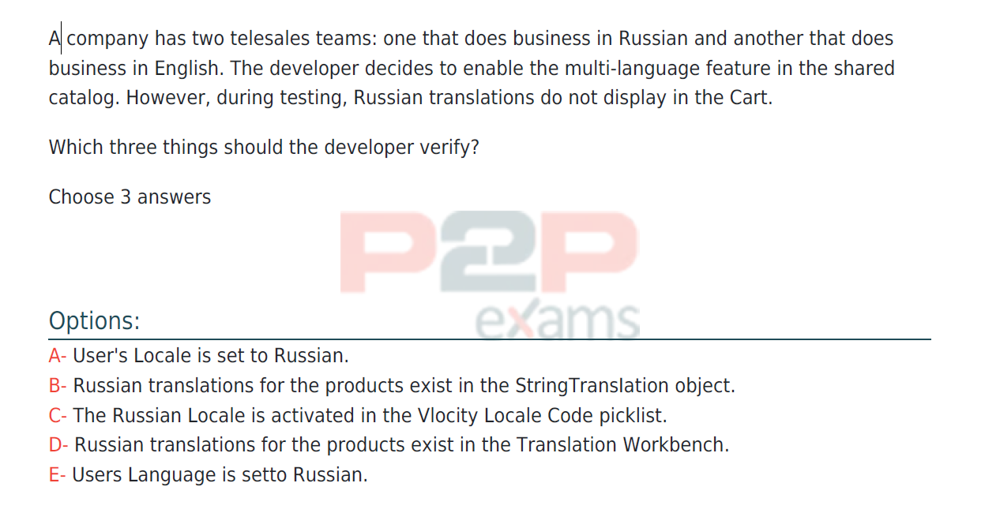 A company has two telesales teams: one that does business in Russian and another that does
business in English. The developer decides to enable the multi-language feature in the shared
catalog. However, during testing, Russian translations do not display in the Cart.
Which three things should the developer verify?
Choose 3 answers
P2P
exams
Options:
A- User's Locale is set to Russian.
B- Russian translations for the products exist in the StringTranslation object.
C- The Russian Locale is activated in the Vlocity Locale Code picklist.
D- Russian translations for the products exist in the Translation Workbench.
E- Users Language is setto Russian.